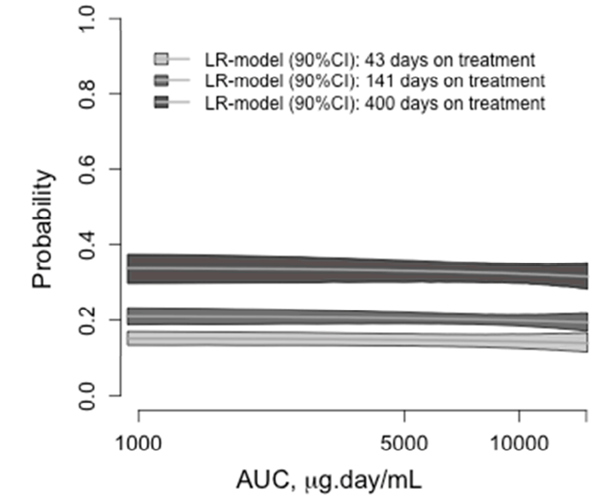 1.0
0.8
0.6
0.4
0.2
0.0
Probability
LR-model (90%CI): 43 days on treatment
LR-model (90%CI): 141 days on treatment
LR-model (90%CI): 400 days on treatment
1000
5000
10000
AUC, μg.day/mL